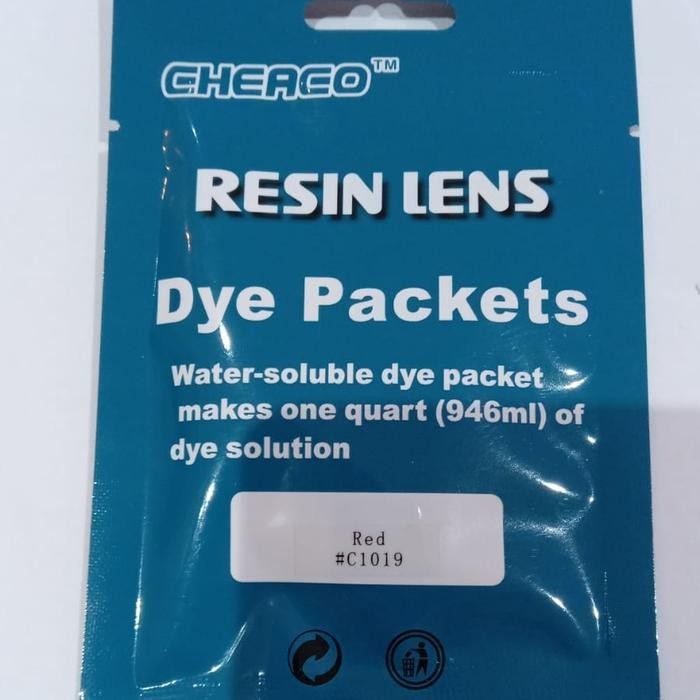 CHEACO™
RESIN LENS
Dye Packets
Water-soluble dye packet
makes one quart (946ml) of
dye solution
Red
#C1019